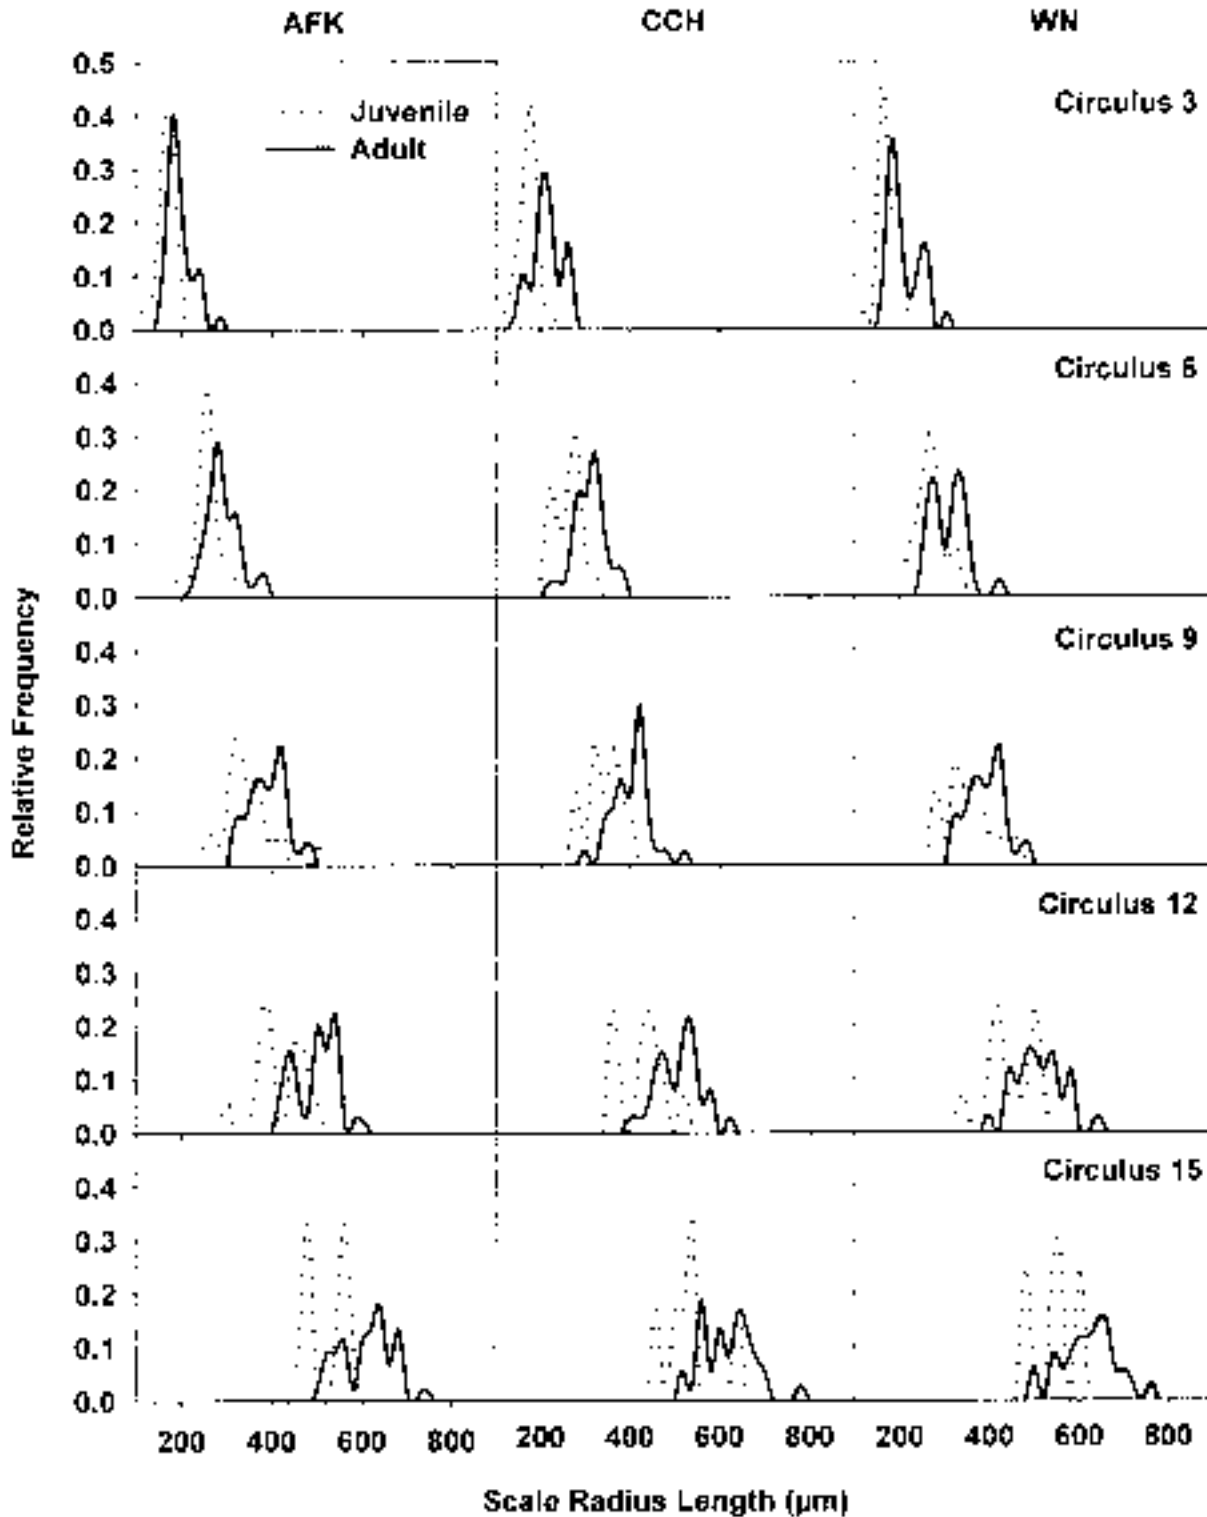 AFK CCH WN
0.5
0.4
0.3
0.2
0.1
0.0
Juvenile
Adult
Circulus 3
0.4
0.3
0.2
0.1
0.0
Circulus 6
0.4
0.3
0.2
0.1
0.0
Circulus 9
0.4
0.3
0.2
0.1
0.0
Circulus 12
0.4
0.3
0.2
0.1
0.0
Circulus 15
Relative Frequency
200 400 600 800 200 400 600 800 200 400 600 800
Scale Radius Length (µm)